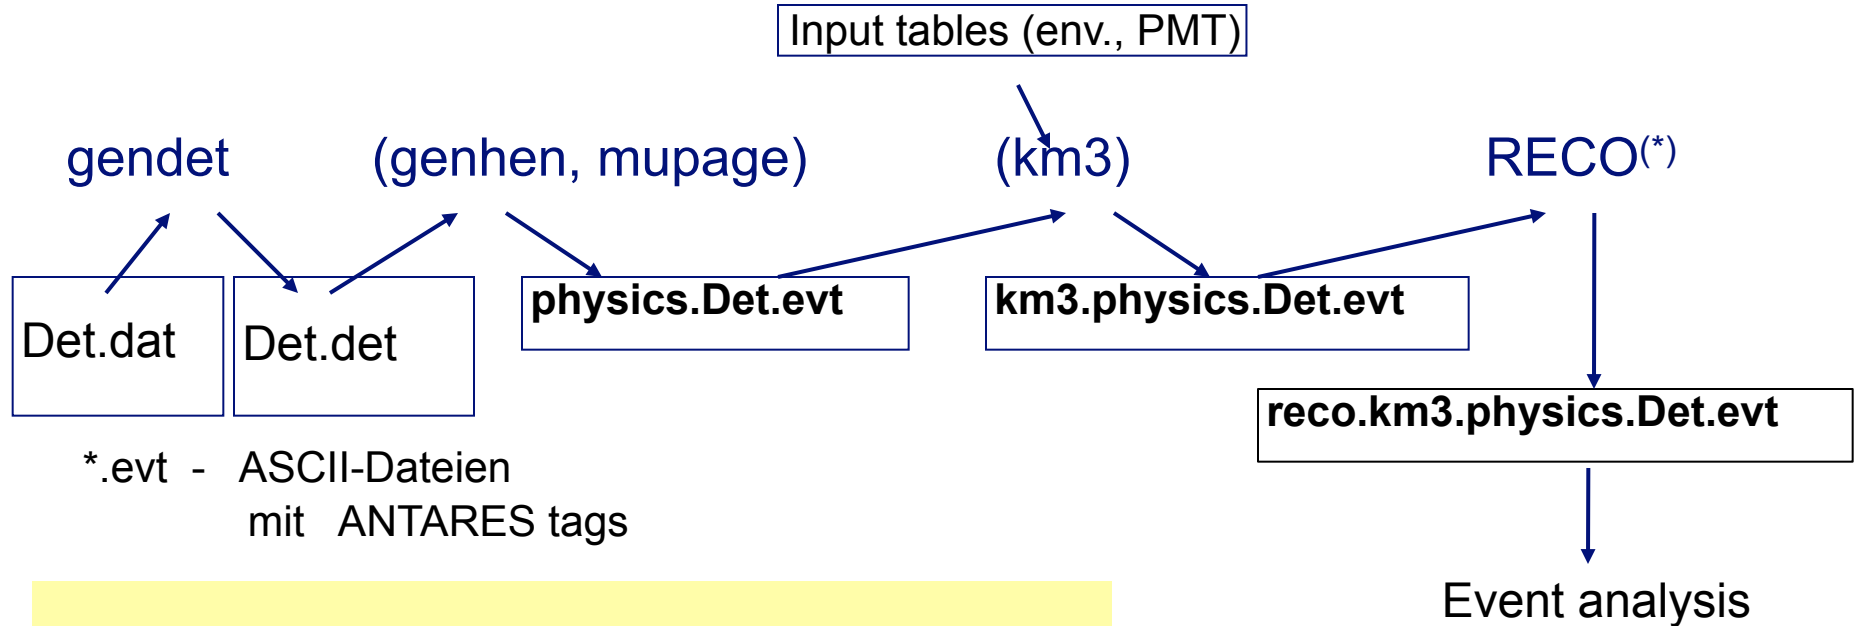 Input tables (env., PMT)
gendet (genhen, mupage) (km3) RECO(*)
physics.Det.evt km3.physics.Det.evt
Det.dat Det.det
reco.km3.physics.Det.evt
*.evt - ASCII-Dateien
mit ANTARES tags
Event analysis